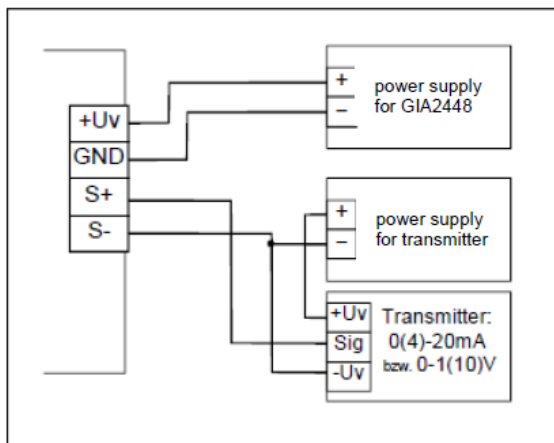 +Uv
GND
S+
S-
+
power supply
for GIA2448
−
+
power supply
for transmitter
−
+Uv
Sig
-Uv
Transmitter:
0(4)-20mA
bzw. 0-1(10)V